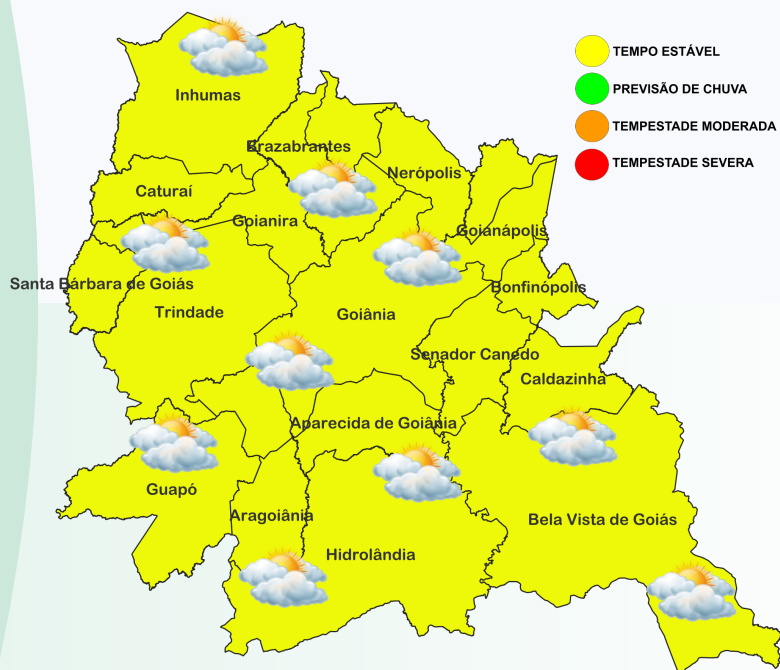 TEMPO ESTÁVEL
PREVISÃO DE CHUVA
TEMPESTADE MODERADA
TEMPESTADE SEVERA
Inhumas
Brazabrantes
Nerópolis
Caturaí
Goianira
Goianápolis
Santa Bárbara de Goiás
Bonfinópolis
Trindade
Goiânia
Senador Canedo
Caldazinha
Aparecida de Goiânia
Guapó
Aragoiânia
Bela Vista de Goiás
Hidrolândia